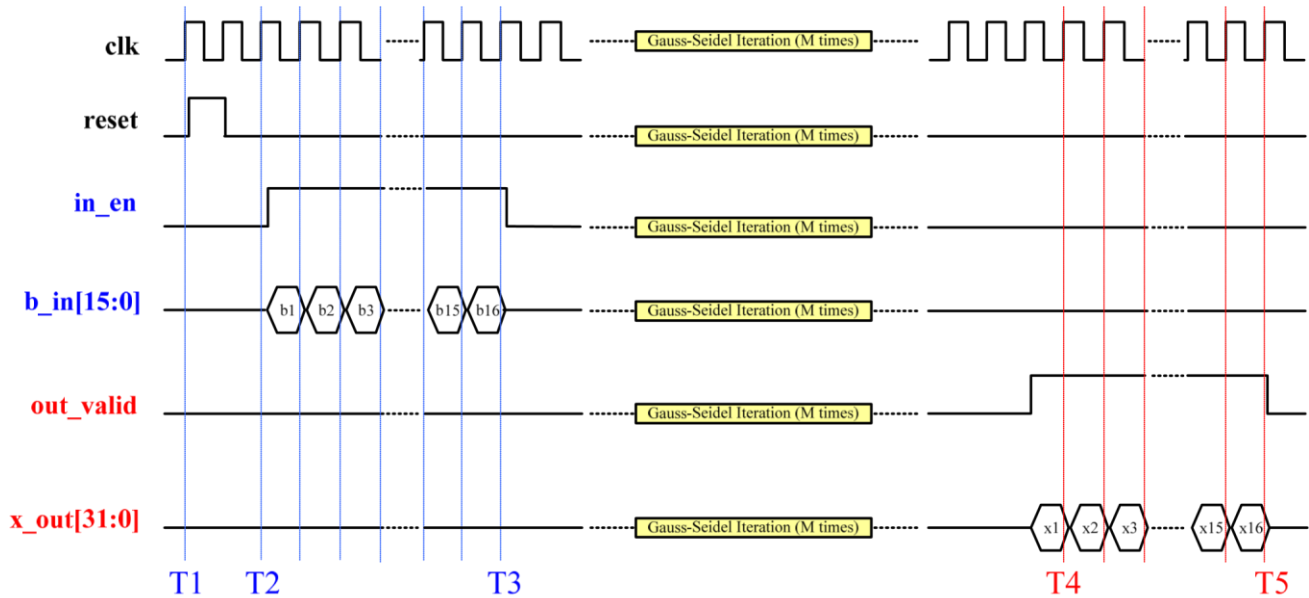 clk
Gauss-Seidel Iteration (M times)
reset
Gauss-Seidel Iteration (M times)
in_en
Gauss-Seidel Iteration (M times)
b_in[15:0]
b1 b2 b3 b15 b16
Gauss-Seidel Iteration (M times)
out_valid
Gauss-Seidel Iteration (M times)
x_out[31:0]
Gauss-Seidel Iteration (M times)
x1 x2 x3 x15 x16
T1 T2 T3 T4 T5